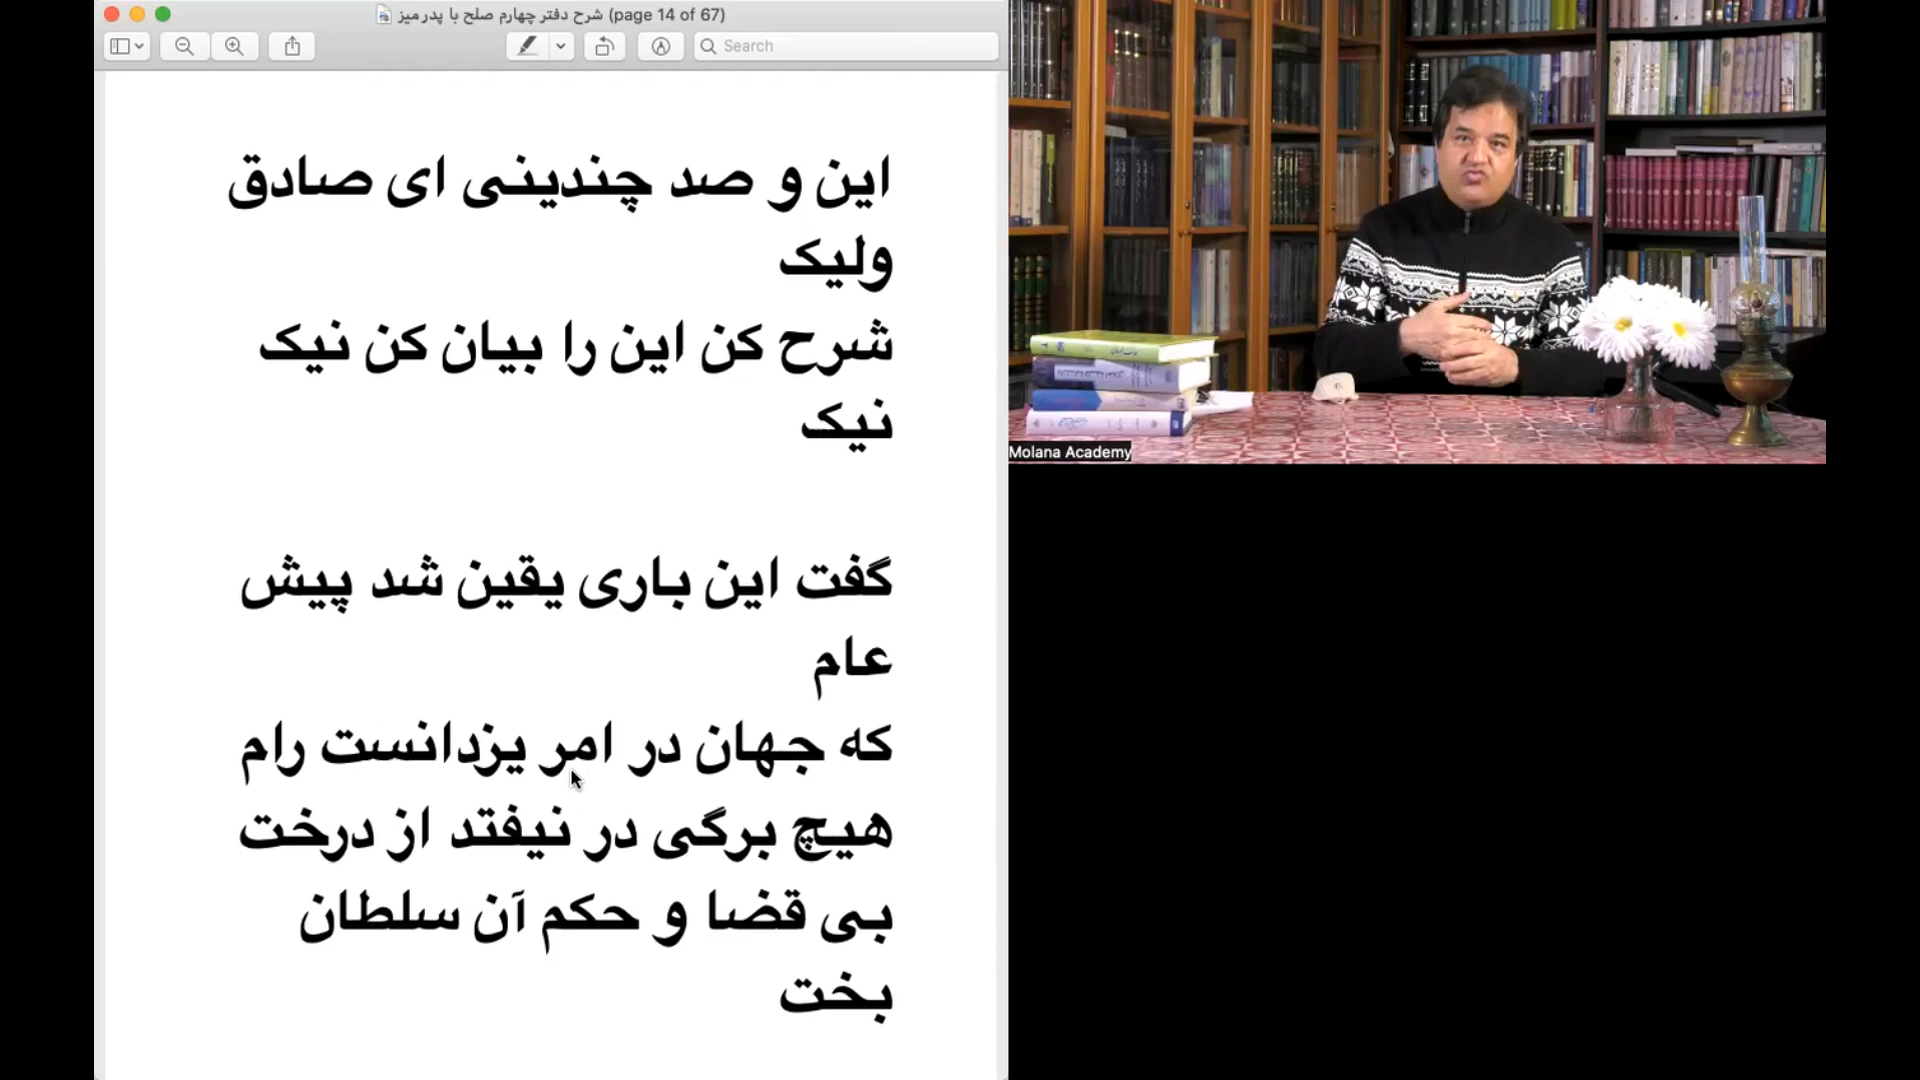 شرح دفتر چهارم صلح با پدر میز (page 14 of 67)
Search
این و صد چندینی ای صادق
ولیک
شرح کن این را بیان کن نیک
نیک
گفت این باری یقین شد پیش
عام
که جهان در امر یزدانست رام
هیچ برگی در نیفتد از درخت
بی قضا و حکم آن سلطان
بخت
Molana Academy